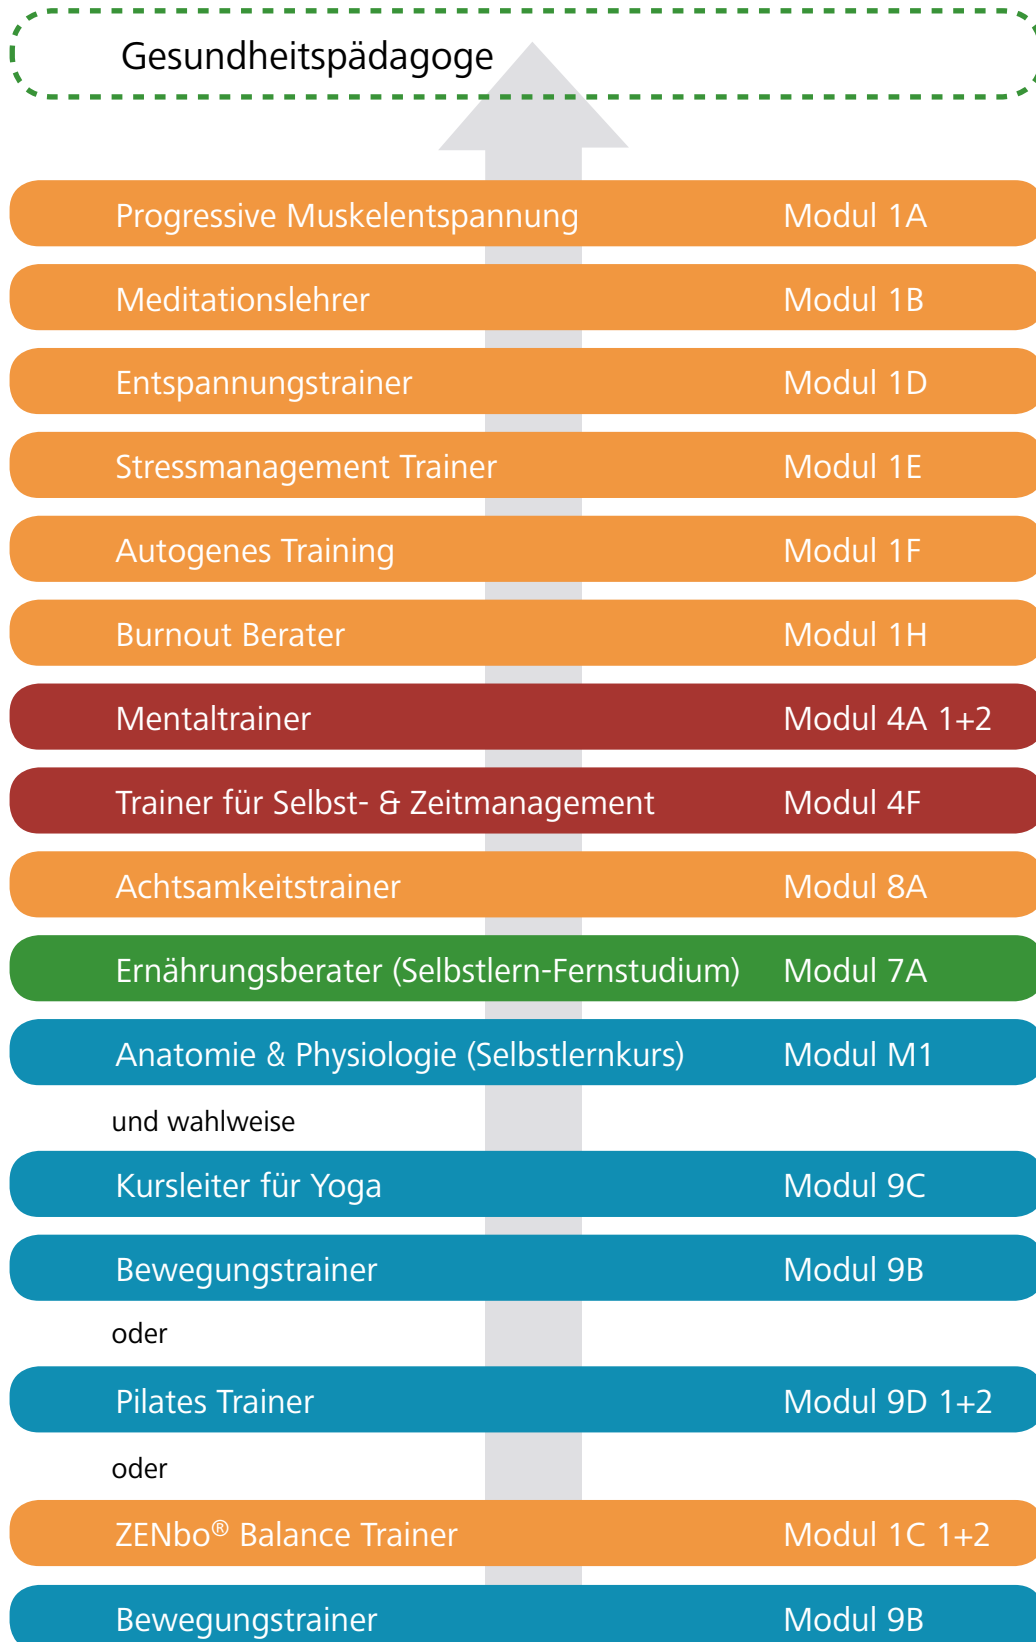 Gesundheitspädagoge
Progressive Muskelentspannung Modul 1A
Meditationslehrer Modul 1B
Entspannungstrainer Modul 1D
Stressmanagement Trainer Modul 1E
Autogenes Training Modul 1F
Burnout Berater Modul 1H
Mentaltrainer Modul 4A 1+2
Trainer für Selbst- & Zeitmanagement Modul 4F
Achtsamkeitstrainer Modul 8A
Ernährungsberater (Selbstlern-Fernstudium) Modul 7A
Anatomie & Physiologie (Selbstlernkurs) Modul M1
und wahlweise
Kursleiter für Yoga Modul 9C
Bewegungstrainer Modul 9B
oder
Pilates Trainer Modul 9D 1+2
oder
ZENbo® Balance Trainer Modul 1C 1+2
Bewegungstrainer Modul 9B